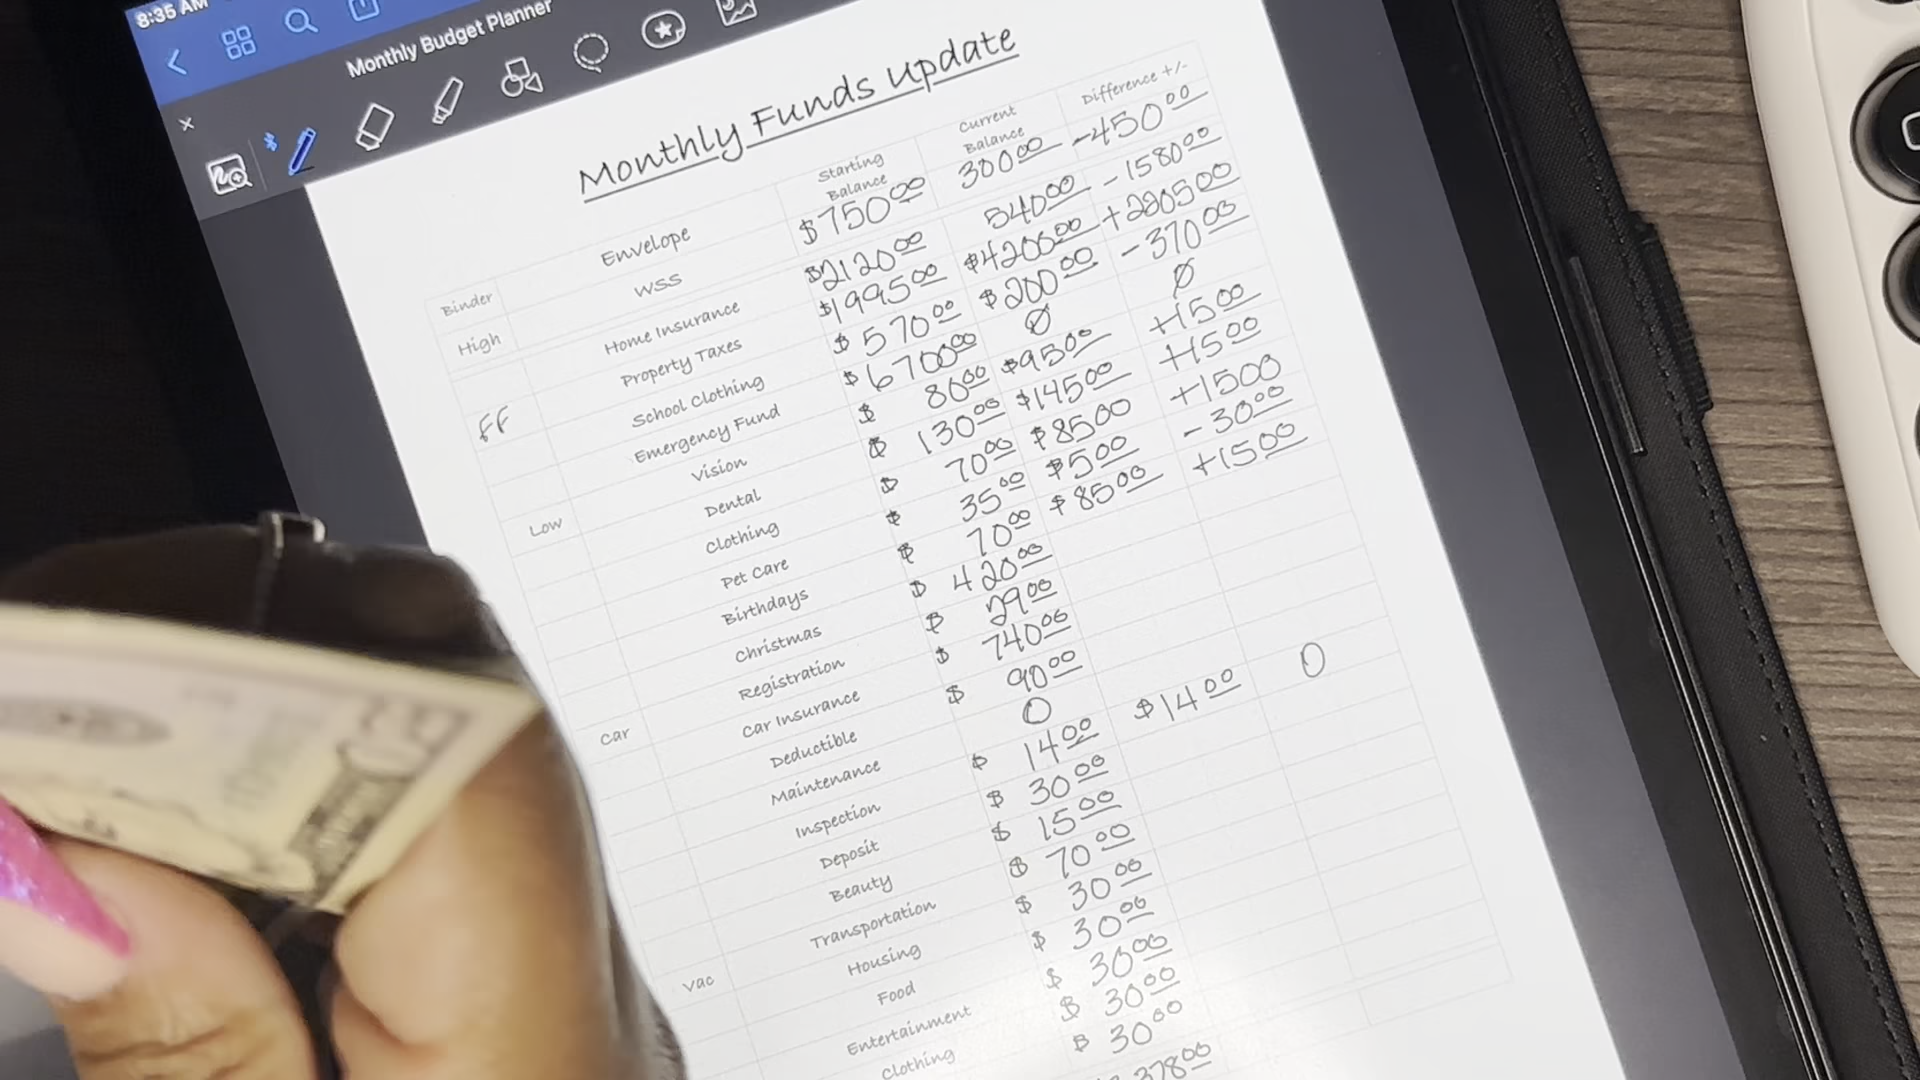 8:35 AM
Monthly Budget Planner
Monthly Funds Update
Binder Envelope Starting Balance Current Balance Difference +/-
High WSS $750.00 300.00 -450.00
Home Insurance $2120.00 540.00 -1580.00
FF Property Taxes $1995.00 $4200.00 +2205.00
School Clothing $570.00 $200.00 -370.00
Emergency Fund $6700.00 Ø Ø
Low Vision $80.00 $95.00 +15.00
Dental $130.00 $145.00 +15.00
Clothing $70.00 $85.00 +15.00
Pet Care $35.00 $5.00 -30.00
Birthdays $70.00 $85.00 +15.00
Christmas $420.00
Car Registration $29.00
Car Insurance $740.00
Deductible $90.00
Maintenance 0
Inspection $14.00 $14.00 0
Deposit $30.00
Beauty $15.00
Vac Transportation $70.00
Housing $30.00
Food $30.00
Entertainment $30.00
Clothing $30.00
$30.00